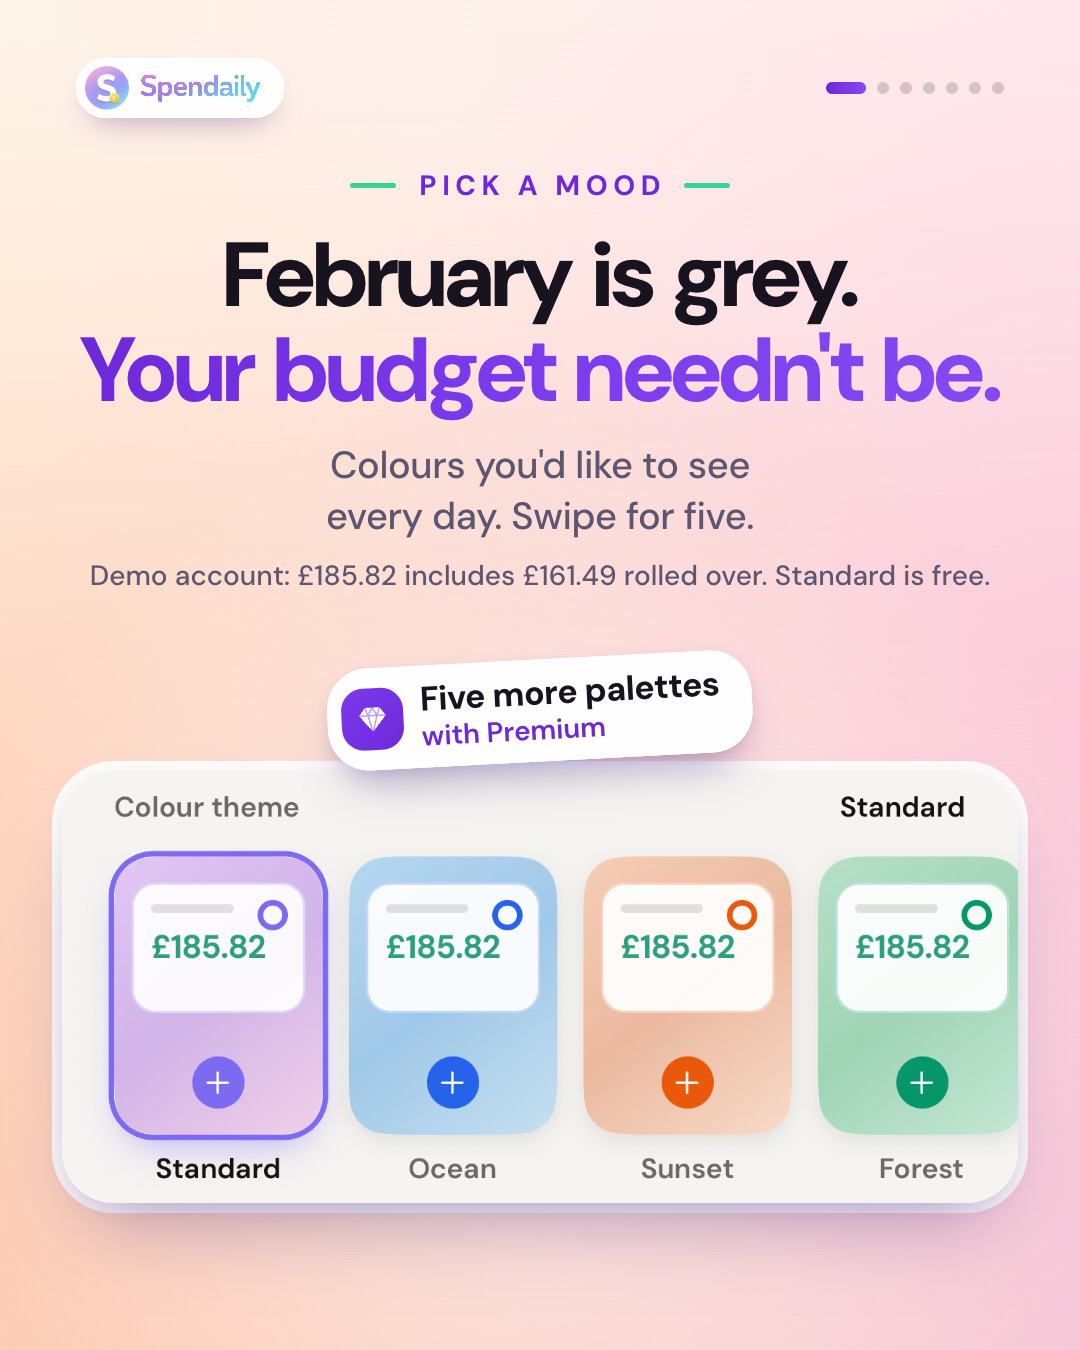 Spendaily
PICK A MOOD
February is grey.
Your budget needn't be.
Colours you'd like to see
every day. Swipe for five.
Demo account: £185.82 includes £161.49 rolled over. Standard is free.
Five more palettes
with Premium
Colour theme
Standard
£185.82
£185.82
£185.82
£185.82
Standard
Ocean
Sunset
Forest